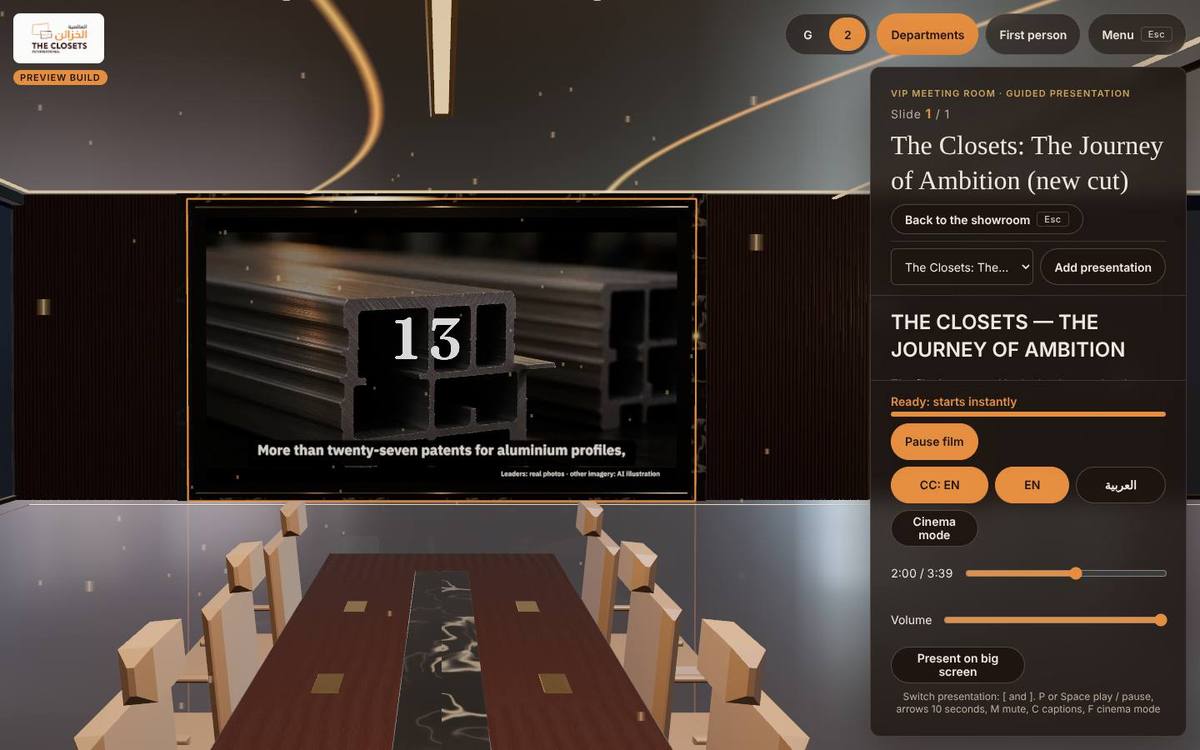 العالمية
الخزائن
THE CLOSETS
PREVIEW BUILD
G
2
Departments
First person
Menu Esc
VIP MEETING ROOM · GUIDED PRESENTATION
Slide 1 / 1
The Closets: The Journey
of Ambition (new cut)
Back to the showroom Esc
The Closets: The...
Add presentation
THE CLOSETS — THE
JOURNEY OF AMBITION
Ready: starts instantly
Pause film
CC: EN
EN
العربية
Cinema
mode
2:00 / 3:39
Volume
Present on big
screen
Switch presentation: [ and ]. P or Space play / pause,
arrows 10 seconds, M mute, C captions, F cinema mode
13
More than twenty-seven patents for aluminium profiles,
Leaders: real photos · other imagery: AI illustration